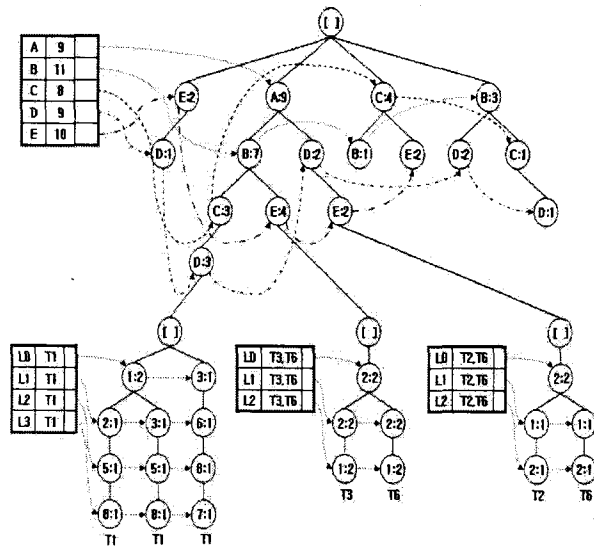 [ ]
A 9
B 11
C 8
D 9
E 10
E:2 A:9 C:4 B:3
D:1 B:7 D:2 B:1 E:2 D:2 C:1
C:3 E:4 E:2 D:1
D:3
[ ] [ ] [ ]
L0 T1
L1 T1
L2 T1
L3 T1
1:2 3:1
2:1 3:1 6:1
5:1 5:1 8:1
8:1 8:1 7:1
T1 T1 T1
L0 T3,T6
L1 T3,T6
L2 T3,T6
2:2
2:2 2:2
1:2 1:2
T3 T6
L0 T2,T6
L1 T2,T6
L2 T2,T6
2:2
1:1 1:1
2:1 2:1
T2 T6